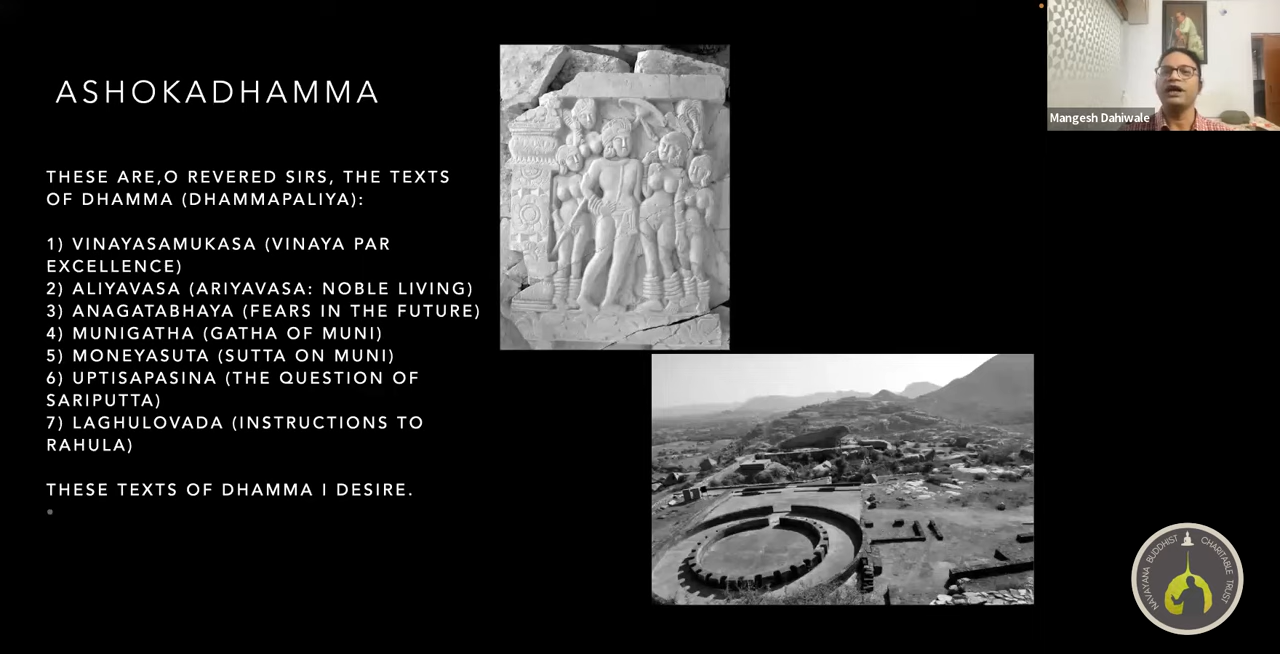 ASHOKADHAMMA
THESE ARE,O REVERED SIRS, THE TEXTS
OF DHAMMA (DHAMMAPALIYA):
1) VINAYASAMUKASA (VINAYA PAR
EXCELLENCE)
2) ALIYAVASA (ARIYAVASA: NOBLE LIVING)
3) ANAGATABHAYA (FEARS IN THE FUTURE)
4) MUNIGATHA (GATHA OF MUNI)
5) MONEYASUTA (SUTTA ON MUNI)
6) UPTISAPASINA (THE QUESTION OF
SARIPUTTA)
7) LAGHULOVADA (INSTRUCTIONS TO
RAHULA)
THESE TEXTS OF DHAMMA I DESIRE.
Mangesh Dahiwale
NAVAYANA BUDDHIST CHARITABLE TRUST